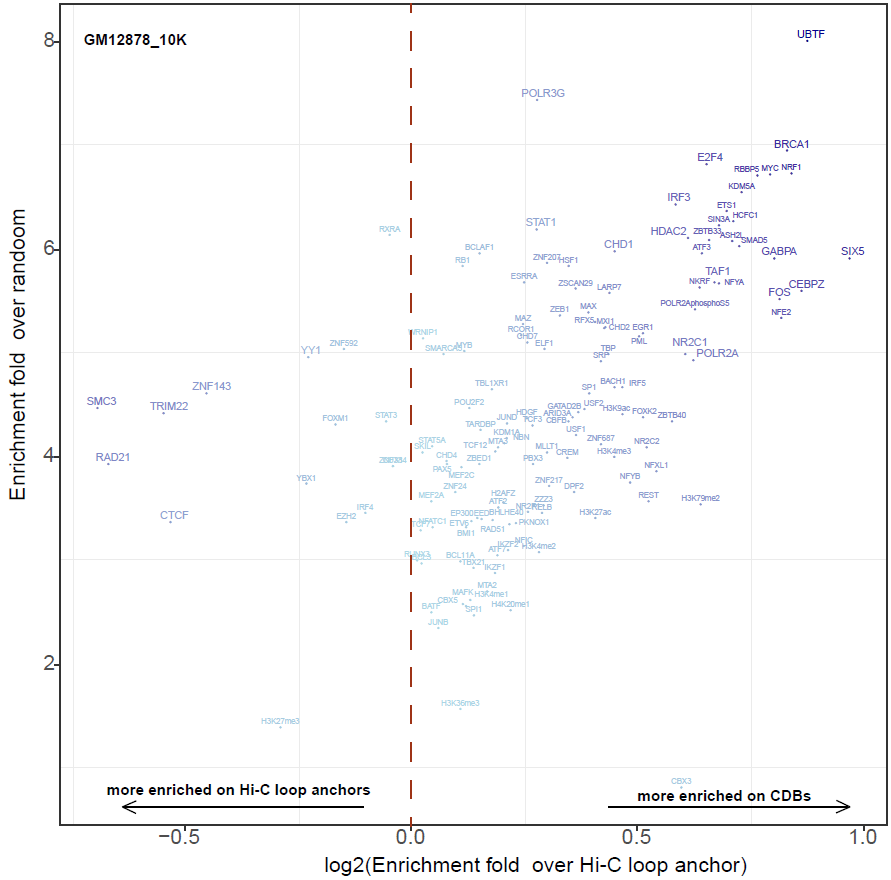 GM12878_10K
UBTF
POLR3G
BRCA1
E2F4
RBBP5 MYC NRF1
KDM5A
IRF3
ETS1
HCFC1
SIN3A
STAT1
RXRA
HDAC2 ZBTB33
ASH2L
SMAD5
CHD1
BCLAF1
ATF3
GABPA
SIX5
RB1
ZNF207
HSF1
ESRRA
TAF1
ZSCAN29
NKRF
NFYA
LARP7
CEBPZ
FOS
POLR2AphosphoS5
MAX
ZEB1
NFE2
MAZ
RFX5
MXI1
RCOR1
CHD2
EGR1
CHD7
PML
NR2C1
ELF1
TBP
POLR2A
SRF
MYB
ZNF592
YY1
TBL1XR1
SP1
BACH1
IRF5
ZNF143
SMC3
TRIM22
POU2F2
USF2
GATAD2B
H3K9ac
FOXK2
ZBTB40
HDGF
ARID3A
JUND
TCF3
CBFB
FOXM1
STAT3
TARDBP
USF1
KDM1A
NBN
STAT5A
MTA3
TCF12
ZNF687
NR2C2
MLLT1
CREM
H3K4me3
RAD21
CHD4
ZBED1
PBX3
PAX5
NFXL1
MEF2C
YBX1
ZNF217
NFYB
ZNF24
DPF2
MEF2A
H2AFZ
ATF2
ZZZ3
REST
H3K79me2
IRF4
EZH2
CTCF
EP300
EED
BHLHE40
H3K27ac
NFATC1
ETV6
PKNOX1
BMI1
RAD51
NFIC
IKZF2
H3K4me2
ATF7
BCL11A
TBX21
IKZF1
MTA2
MAFK
H3K4me1
CBX5
H4K20me1
BATF
SPI1
JUNB
H3K36me3
H3K27me3
CBX3
more enriched on Hi-C loop anchors
more enriched on CDBs
8
6
4
2
Enrichment fold over randoom
−0.5
0.0
0.5
1.0
log2(Enrichment fold over Hi-C loop anchor)